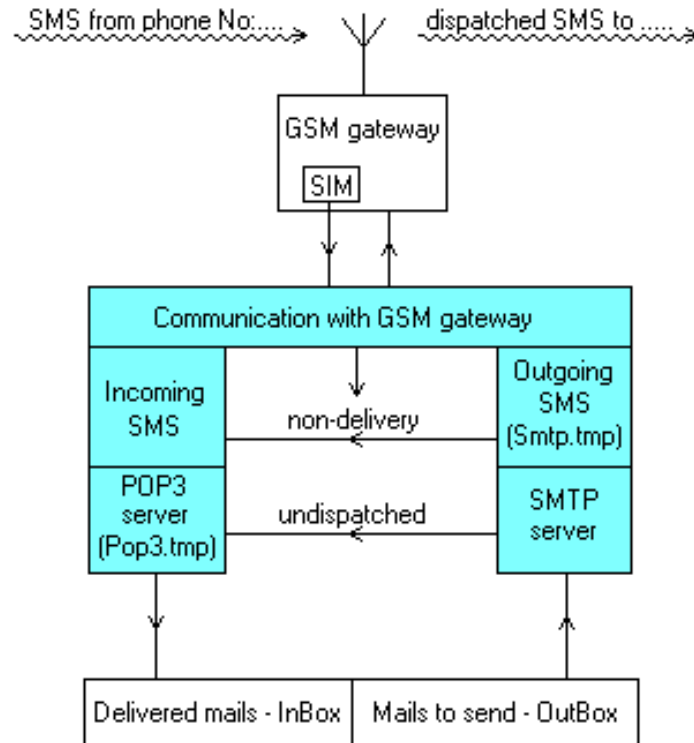 SMS from phone No:....
dispatched SMS to .....
GSM gateway
SIM
Communication with GSM gateway
Incoming
SMS
non-delivery
Outgoing
SMS
(Smtp.tmp)
POP3
server
(Pop3.tmp)
undispatched
SMTP
server
Delivered mails - InBox
Mails to send - OutBox